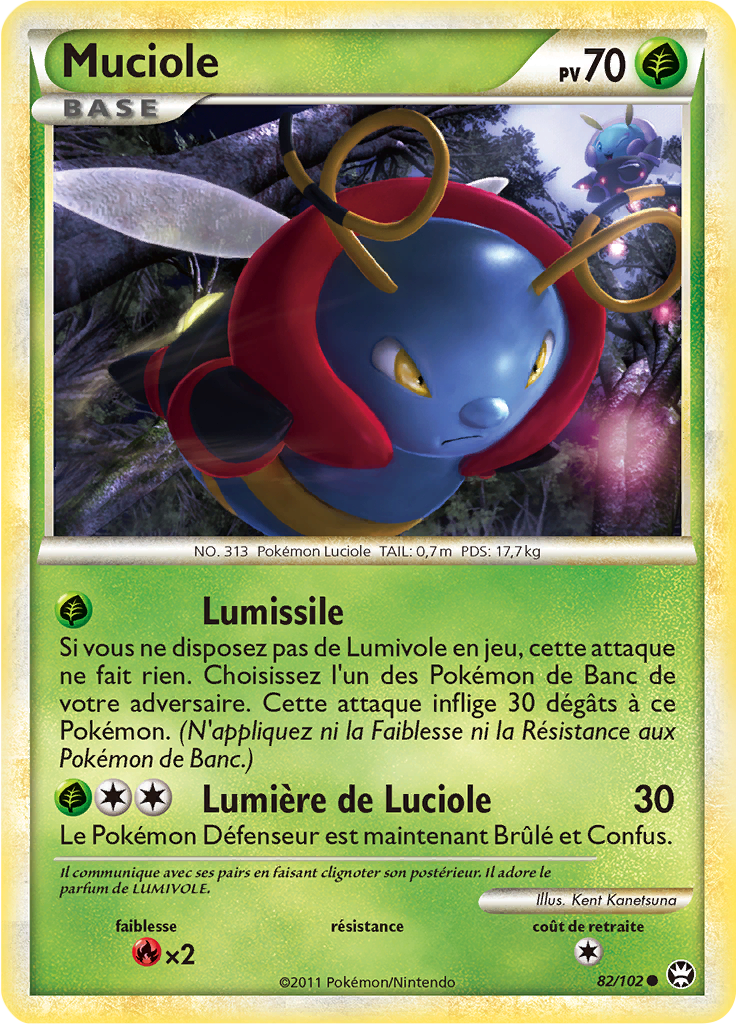 Muciole
PV 70
BASE
NO. 313 Pokémon Luciole TAIL: 0,7 m PDS: 17,7 kg
Lumissile
Si vous ne disposez pas de Lumivole en jeu, cette attaque
ne fait rien. Choisissez l'un des Pokémon de Banc de
votre adversaire. Cette attaque inflige 30 dégâts à ce
Pokémon. (N'appliquez ni la Faiblesse ni la Résistance aux
Pokémon de Banc.)
Lumière de Luciole 30
Le Pokémon Défenseur est maintenant Brûlé et Confus.
Il communique avec ses pairs en faisant clignoter son postérieur. Il adore le
parfum de LUMIVOLE.
Illus. Kent Kanetsuna
faiblesse résistance coût de retraite
×2
©2011 Pokémon/Nintendo 82/102